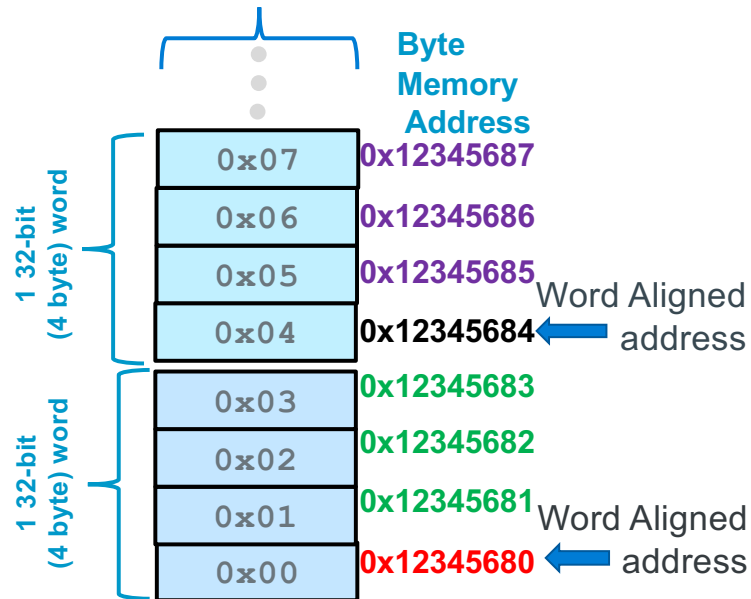 Byte
Memory
Address
0x07 0x12345687
0x06 0x12345686
0x05 0x12345685
0x04 0x12345684
Word Aligned
address
1 32-bit
(4 byte) word
0x03 0x12345683
0x02 0x12345682
0x01 0x12345681
0x00 0x12345680
Word Aligned
address
1 32-bit
(4 byte) word